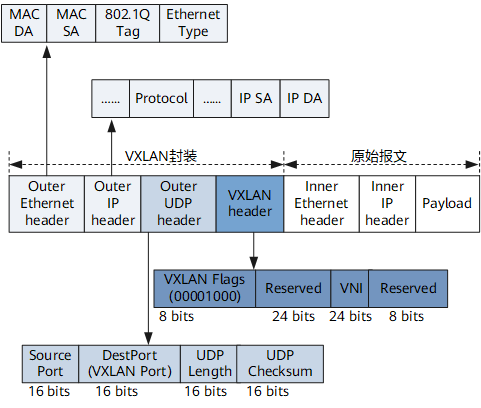 MAC DA
MAC SA
802.1Q Tag
Ethernet Type
......
Protocol
......
IP SA
IP DA
VXLAN封装
原始报文
Outer Ethernet header
Outer IP header
Outer UDP header
VXLAN header
Inner Ethernet header
Inner IP header
Payload
VXLAN Flags (00001000)
Reserved
VNI
Reserved
8 bits
24 bits
24 bits
8 bits
Source Port
DestPort (VXLAN Port)
UDP Length
UDP Checksum
16 bits
16 bits
16 bits
16 bits